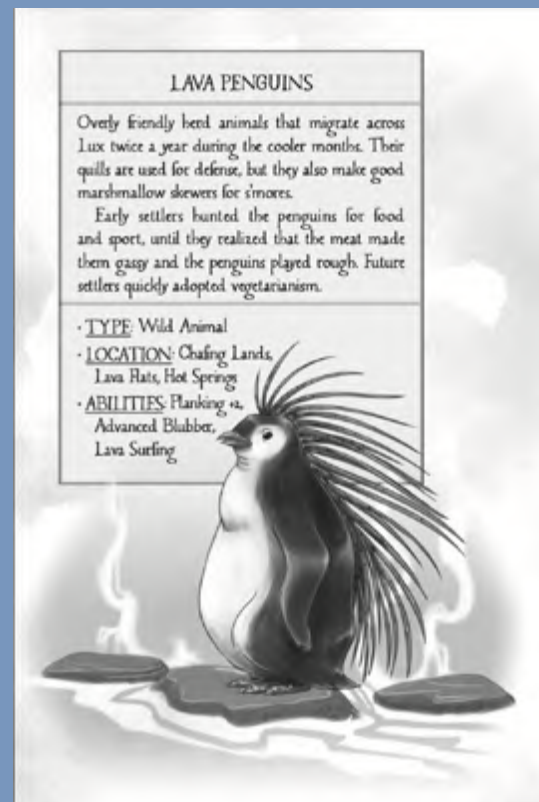 LAVA PENGUINS
Overly friendly herd animals that migrate across
Lux twice a year during the cooler months. Their
quills are used for defense, but they also make good
marshmallow skewers for s'mores.
Early settlers hunted the penguins for food
and sport, until they realized that the meat made
them gassy and the penguins played rough. Future
settlers quickly adopted vegetarianism.
· TYPE: Wild Animal
· LOCATION: Chafing Lands,
Lava Flats, Hot Springs
· ABILITIES: Planking +2,
Advanced Blubber,
Lava Surfing